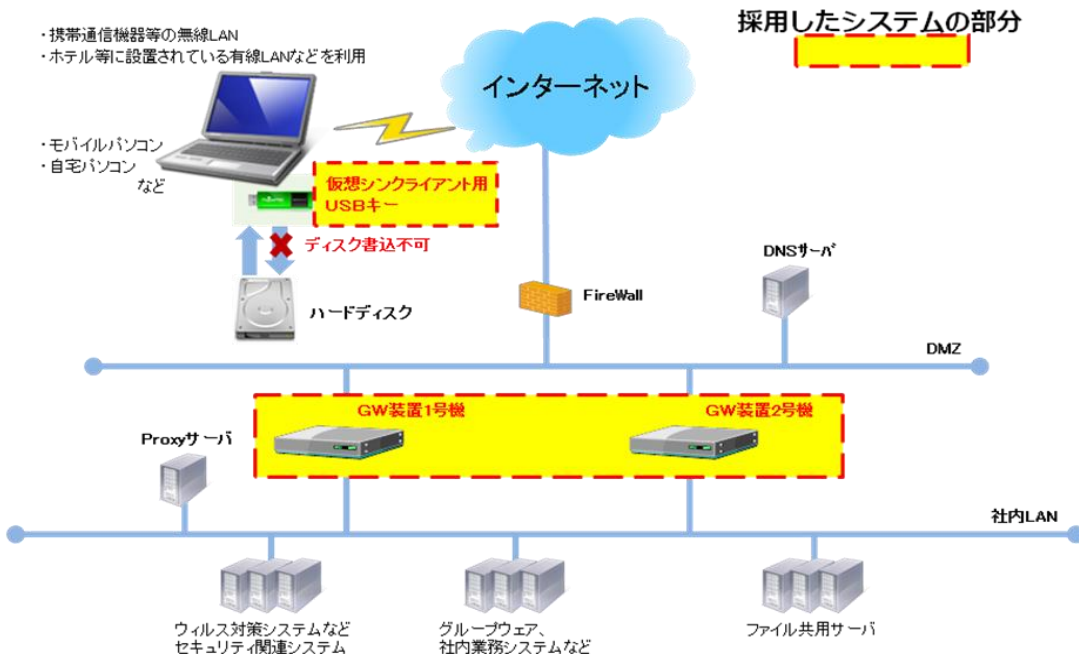 採用したシステムの部分
・携帯通信機器等の無線LAN
・ホテル等に設置されている有線LANなどを利用
インターネット
・モバイルパソコン
・自宅パソコン
など
仮想シンクライアント用
USBキー
ディスク書込不可
ハードディスク
FireWall
DNSサーバ
DMZ
GW装置1号機
GW装置2号機
Proxyサーバ
社内LAN
ウィルス対策システムなど
セキュリティ関連システム
グループウェア、
社内業務システムなど
ファイル共用サーバ